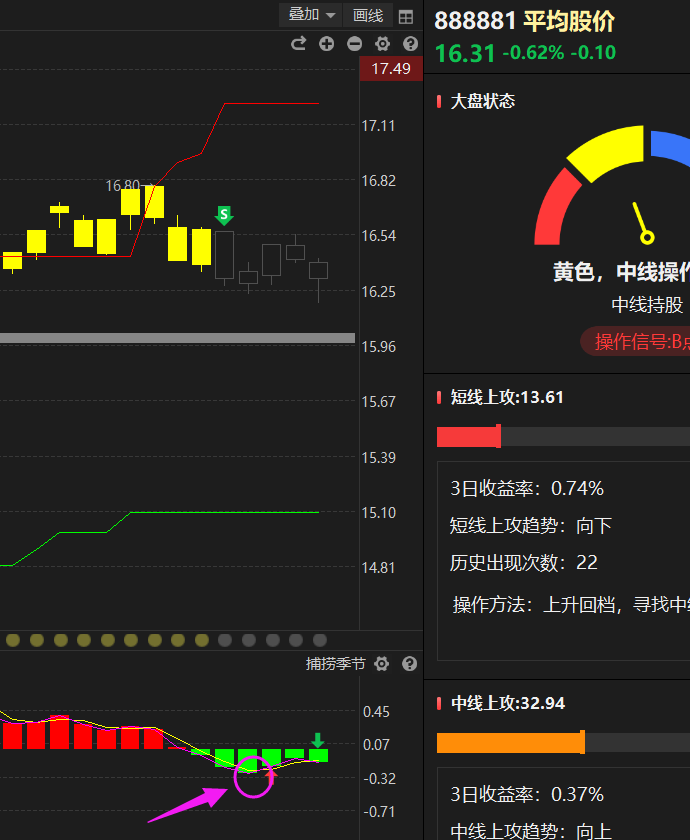 叠加 画线
17.49
17.11
16.82
16.80
16.54
S
16.25
15.96
15.67
15.39
15.10
14.81
捕捞季节
0.45
0.07
-0.32
-0.71
888881 平均股价
16.31 -0.62% -0.10
大盘状态
黄色，中线操作
中线持股
操作信号:B点
短线上攻:13.61
3日收益率：0.74%
短线上攻趋势：向下
历史出现次数：22
操作方法：上升回档，寻找中
中线上攻:32.94
3日收益率：0.37%
中线上攻趋势：向上